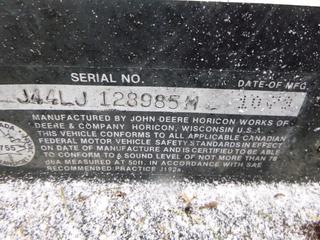 SERIAL NO. DATE OF MFG.
J44LJ 128985M
MANUFACTURED BY JOHN DEERE HORICON WORKS OF
DEERE & COMPANY HORICON, WISCONSIN U.S.A.
THIS VEHICLE CONFORMS TO ALL APPLICABLE CANADIAN
FEDERAL MOTOR VEHICLE SAFETY STANDARDS IN EFFECT
ON DATE OF MANUFACTURE AND IS CERTIFIED TO BE ABLE
TO CONFORM TO A SOUND LEVEL OF NOT MORE THAN 78
dBA MEASURED AT 50ft. IN ACCORDANCE WITH SAE
RECOMMENDED PRACTICE J192a